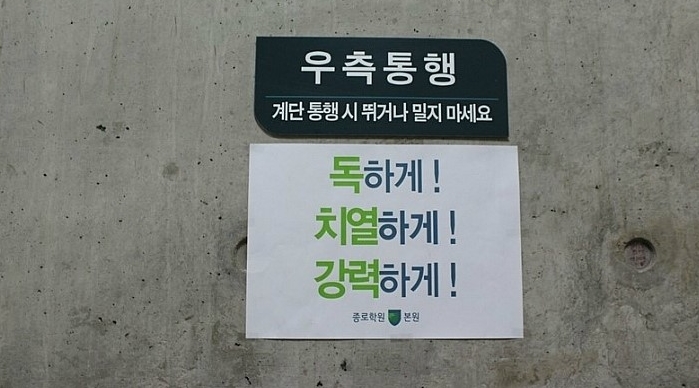 우측통행
계단 통행 시 뛰거나 밀지 마세요
독하게!
치열하게!
강력하게!
종로학원 본원